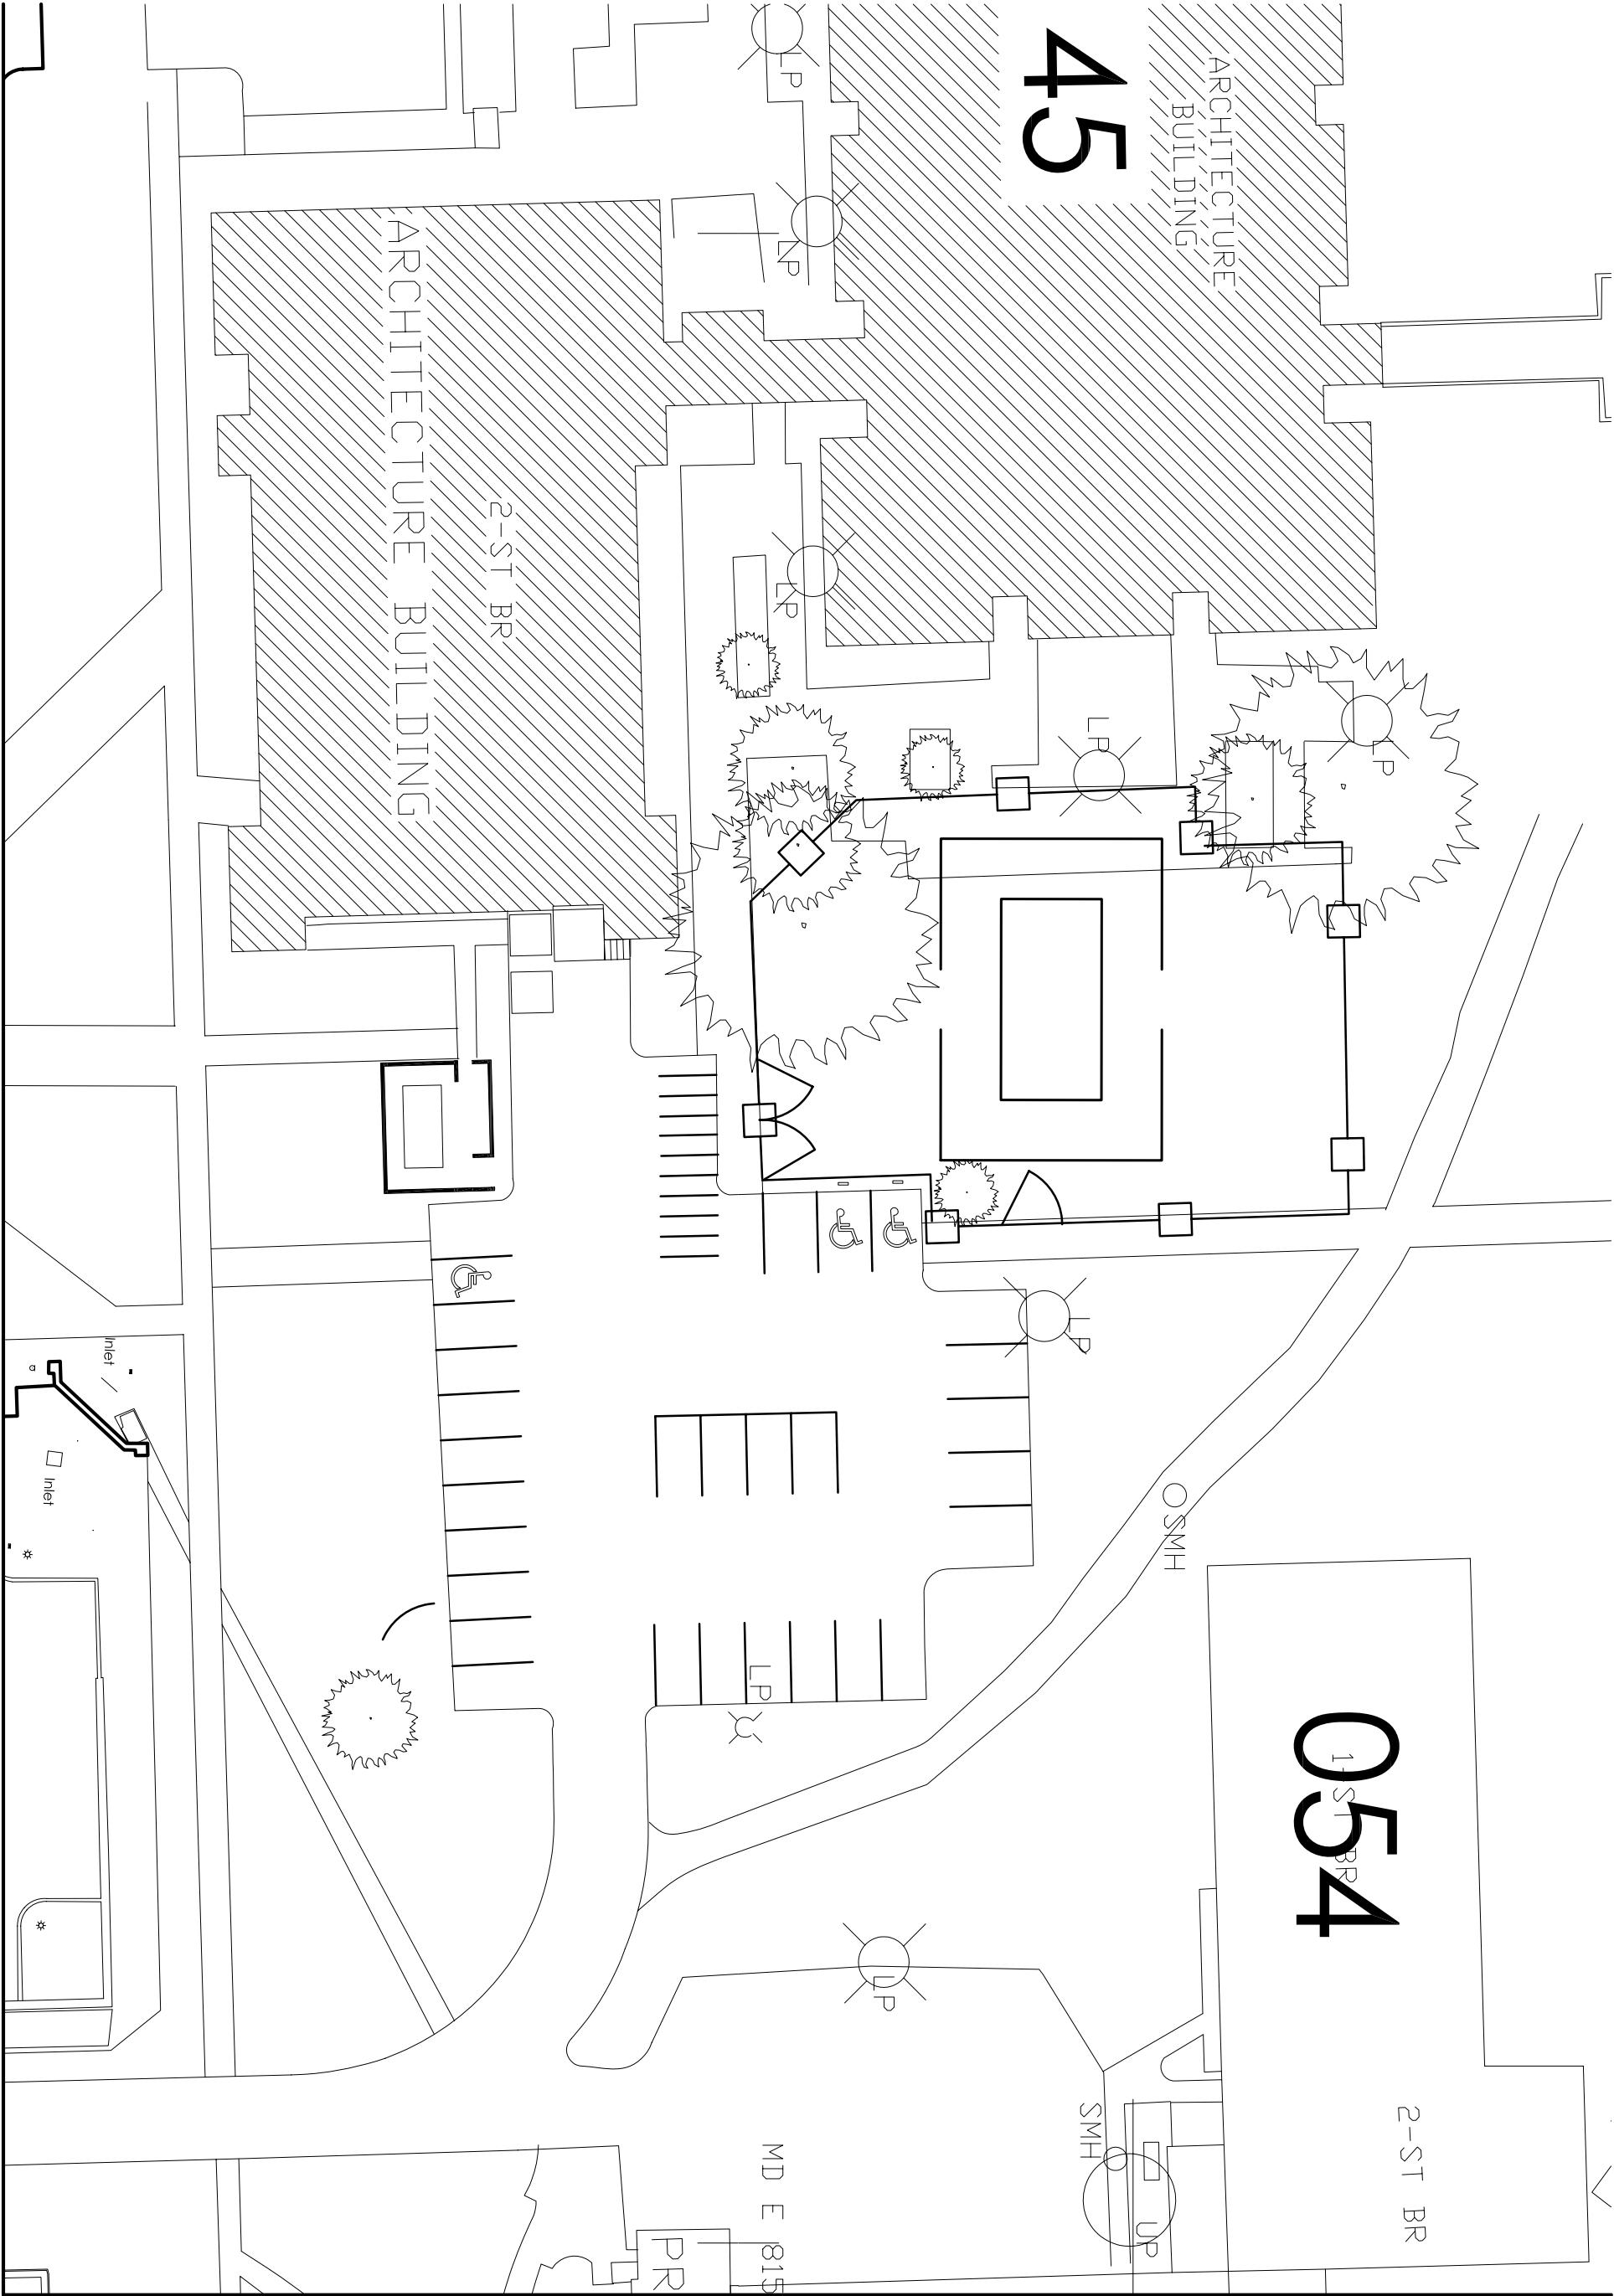 LP
45
ARCHITECTURE
BUILDING
LP
ARCHITECTURE BUILDING
2-ST BR
LP
LP
LP
LP
Inlet
a
Inlet
SMH
LP
054
1-ST BR
LP
SMH
UP
2-ST BR
MD E 815
PR